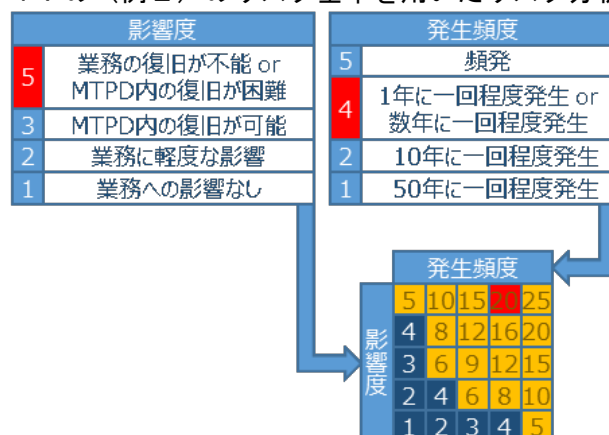 影響度
5
業務の復旧が不能 or
MTPD内の復旧が困難
3 MTPD内の復旧が可能
2 業務に軽度な影響
1 業務への影響なし
発生頻度
5 頻発
4
1年に一回程度発生 or
数年に一回程度発生
2 10年に一回程度発生
1 50年に一回程度発生
発生頻度
影響度
5 10 15 20 25
4 8 12 16 20
3 6 9 12 15
2 4 6 8 10
1 2 3 4 5